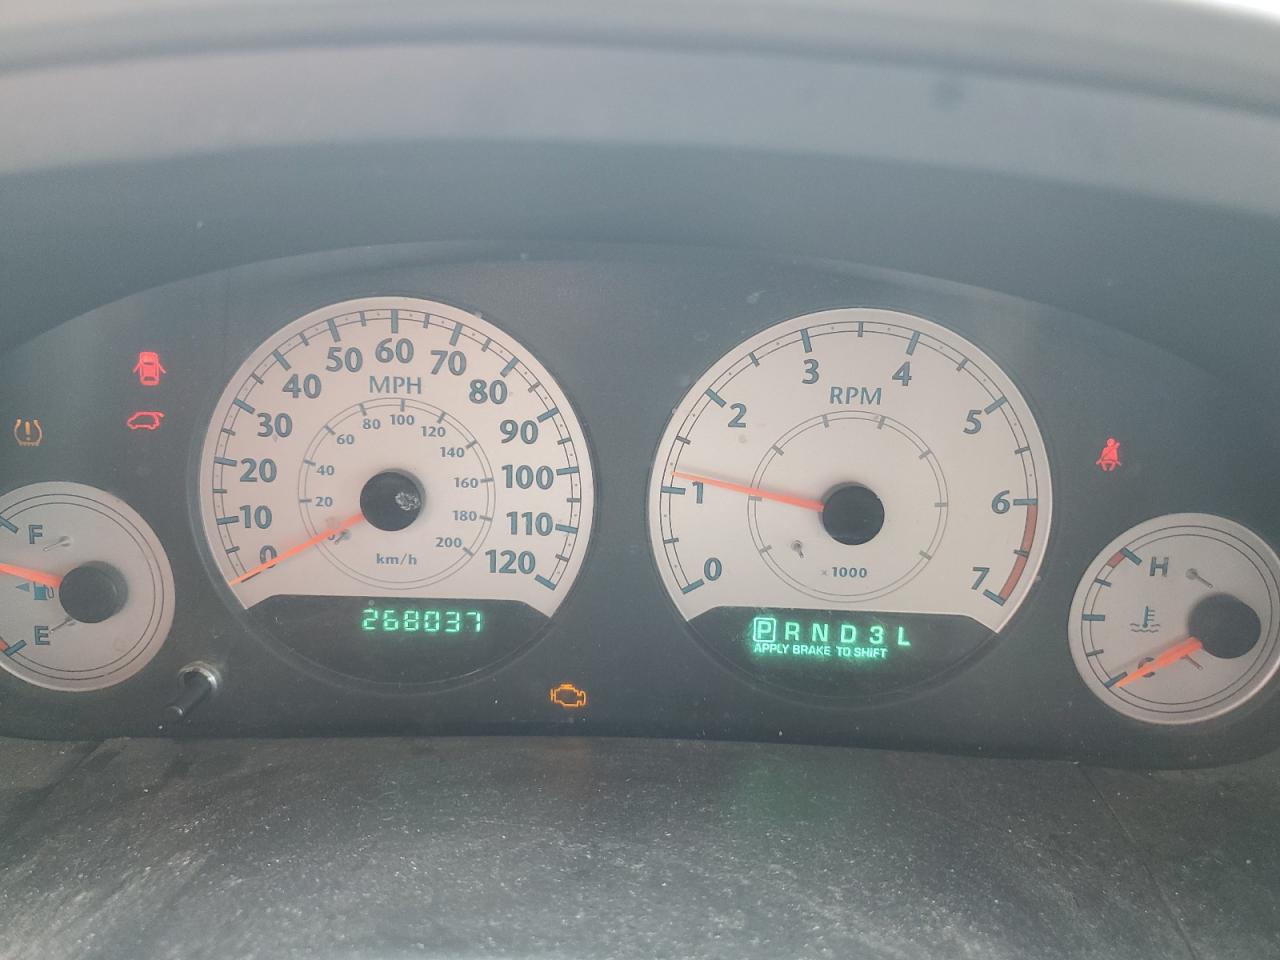 50 60 70
40 MPH 80
30 90
20 100
10 110
0 120
80 100 120
60 140
40 160
20 180
0 200
km/h
268037
3 4
RPM
2 5
1 6
0 7
×1000
P R N D 3 L
APPLY BRAKE TO SHIFT
F
E
H